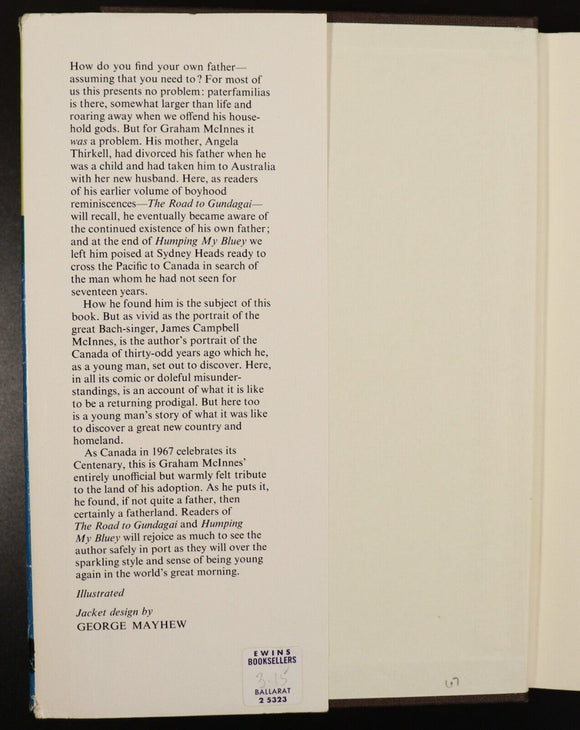 How do you find your own father—
assuming that you need to? For most of
us this presents no problem: paterfamilias
is there, somewhat larger than life and
roaring away when we offend his house-
hold gods. But for Graham McInnes it
was a problem. His mother, Angela
Thirkell, had divorced his father when he
was a child and had taken him to Australia
with her new husband. Here, as readers
of his earlier volume of boyhood
reminiscences—The Road to Gundagai—
will recall, he eventually became aware of
the continued existence of his own father;
and at the end of Humping My Bluey we
left him poised at Sydney Heads ready to
cross the Pacific to Canada in search of
the man whom he had not seen for
seventeen years.
How he found him is the subject of this
book. But as vivid as the portrait of the
great Bach-singer, James Campbell
McInnes, is the author's portrait of the
Canada of thirty-odd years ago which he,
as a young man, set out to discover. Here,
in all its comic or doleful misunder-
standings, is an account of what it is like
to be a returning prodigal. But here too
is a young man's story of what it was like
to discover a great new country and
homeland.
As Canada in 1967 celebrates its
Centenary, this is Graham McInnes'
entirely unofficial but warmly felt tribute
to the land of his adoption. As he puts it,
he found, if not quite a father, then
certainly a fatherland. Readers of
The Road to Gundagai and Humping
My Bluey will rejoice as much to see the
author safely in port as they will over the
sparkling style and sense of being young
again in the world's great morning.
Illustrated
Jacket design by
GEORGE MAYHEW
EWINS
BOOKSELLERS
3.15
BALLARAT
2 5323